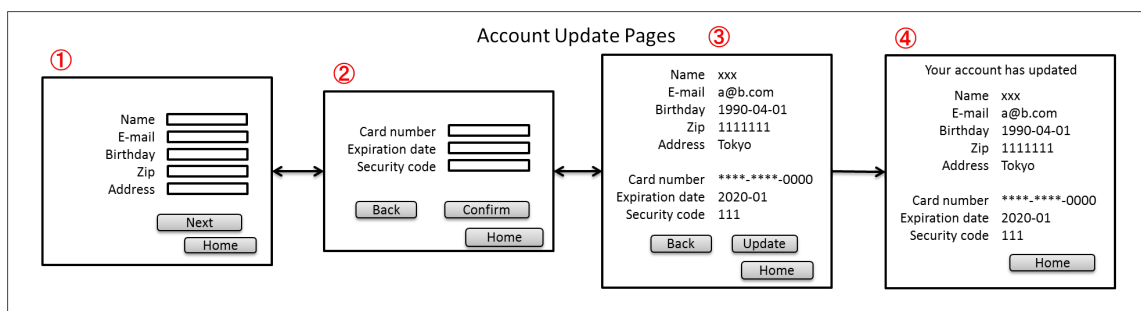 Account Update Pages
①
Name
E-mail
Birthday
Zip
Address
Next
Home
②
Card number
Expiration date
Security code
Back Confirm
Home
③
Name xxx
E-mail a@b.com
Birthday 1990-04-01
Zip 1111111
Address Tokyo
Card number ****-****-0000
Expiration date 2020-01
Security code 111
Back Update
Home
④
Your account has updated
Name xxx
E-mail a@b.com
Birthday 1990-04-01
Zip 1111111
Address Tokyo
Card number ****-****-0000
Expiration date 2020-01
Security code 111
Home